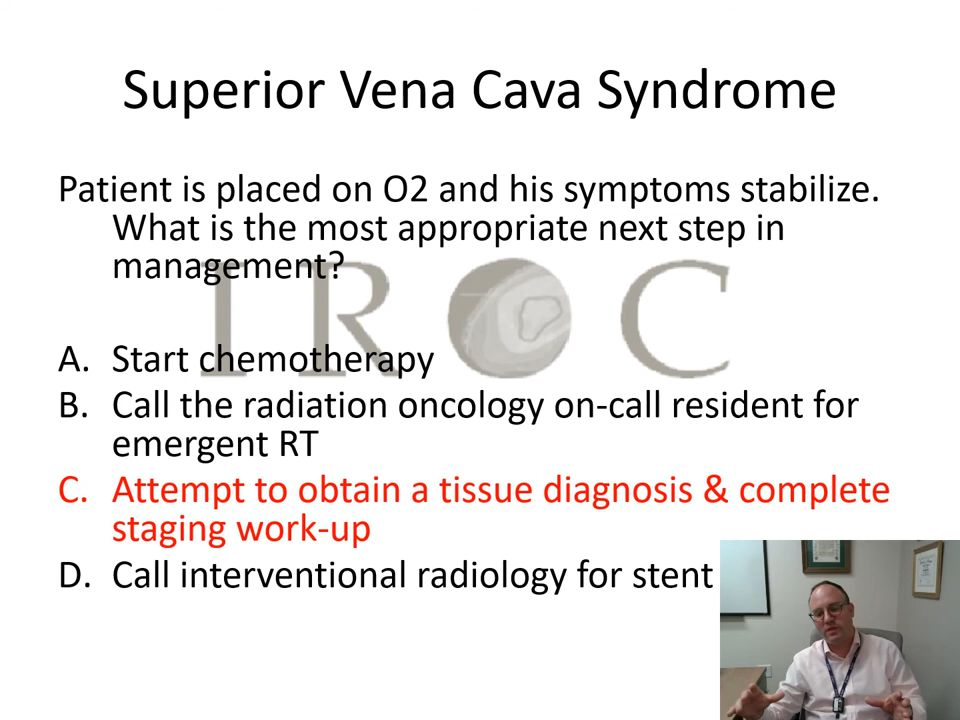 Superior Vena Cava Syndrome
Patient is placed on O2 and his symptoms stabilize.
What is the most appropriate next step in
management?
IROC
A. Start chemotherapy
B. Call the radiation oncology on-call resident for
emergent RT
C. Attempt to obtain a tissue diagnosis & complete
staging work-up
D. Call interventional radiology for stent